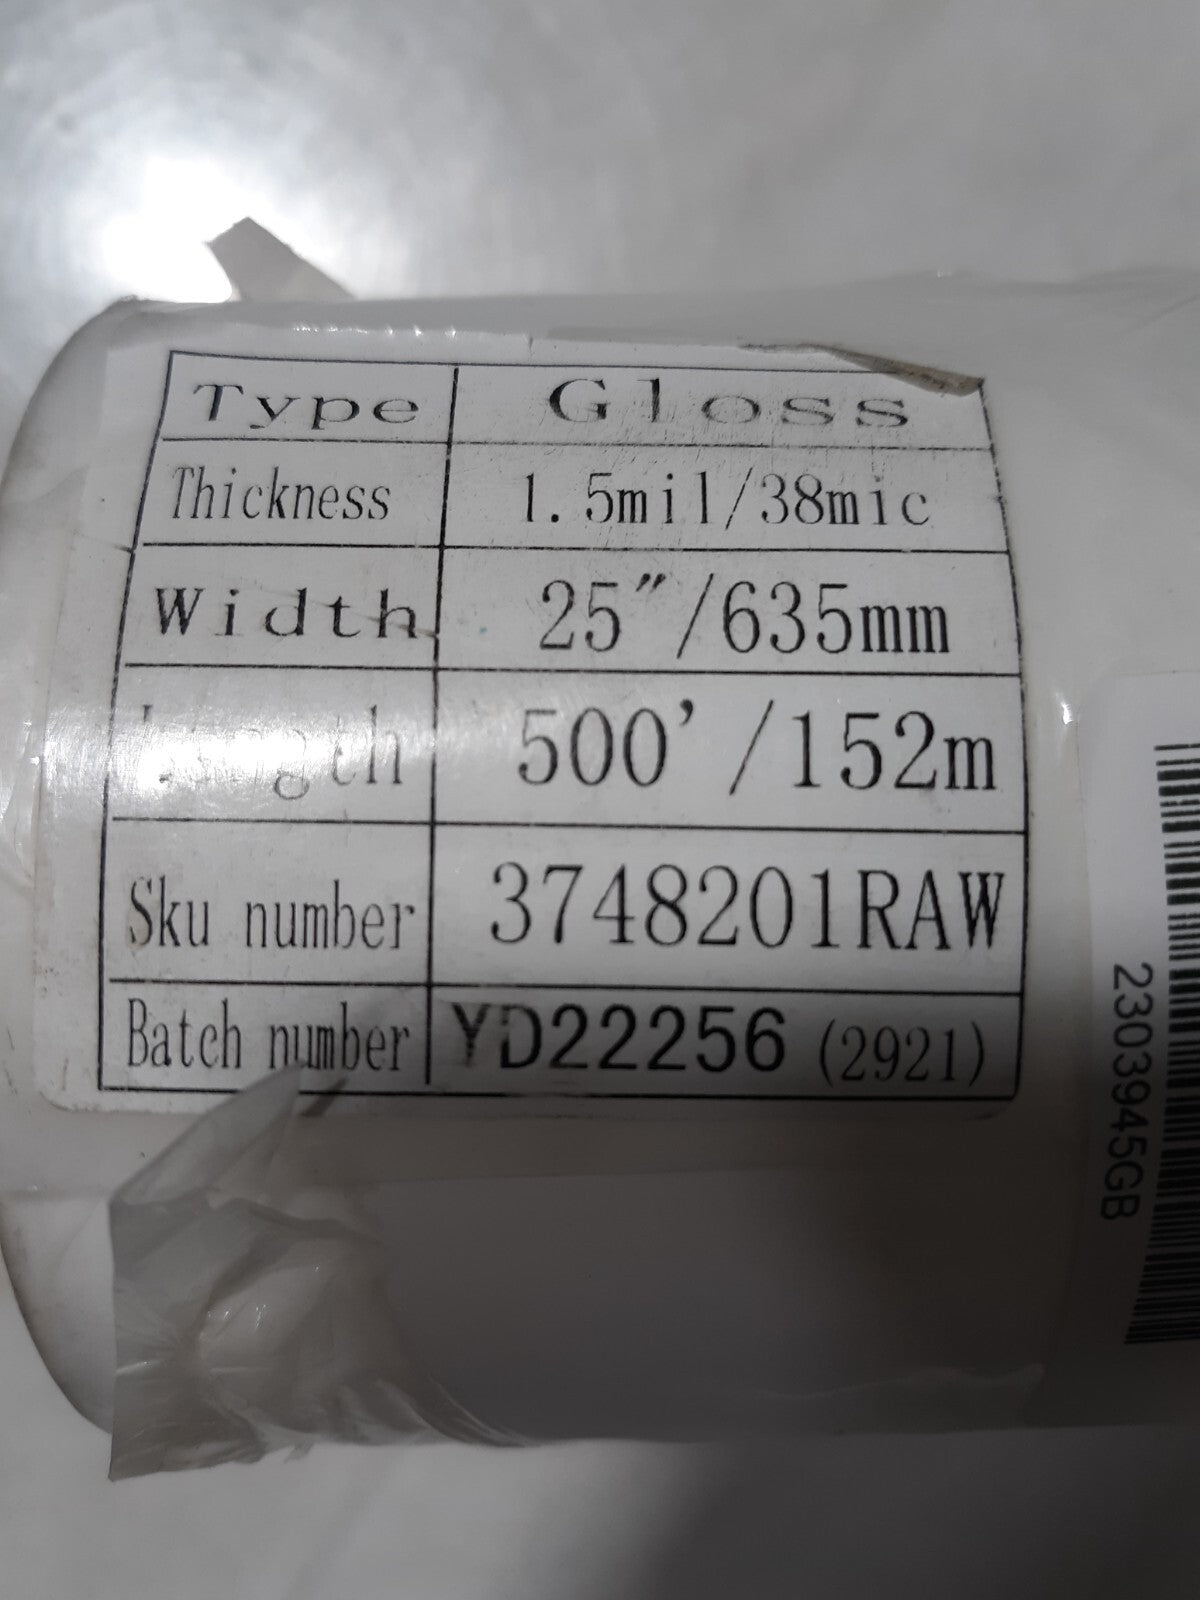 Type Gloss
Thickness 1.5mil/38mic
Width 25"/635mm
Length 500'/152m
Sku number 3748201RAW
Batch number YD22256 (2921)
2303945GB